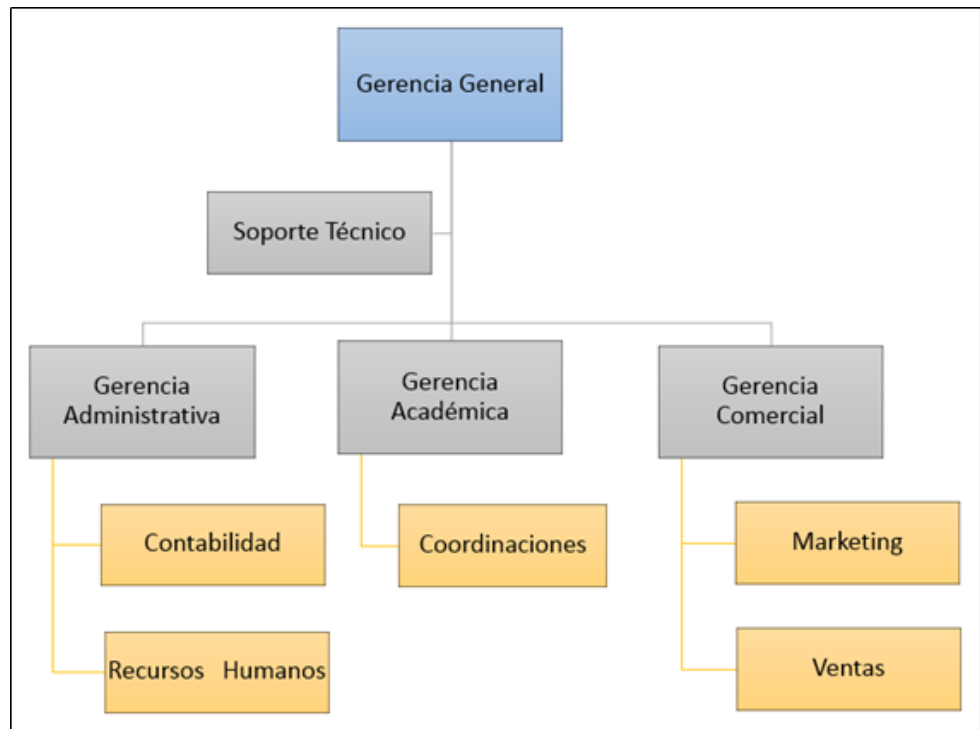 Gerencia General
Soporte Técnico
Gerencia
Administrativa
Gerencia
Académica
Gerencia
Comercial
Contabilidad
Coordinaciones
Marketing
Recursos Humanos
Ventas